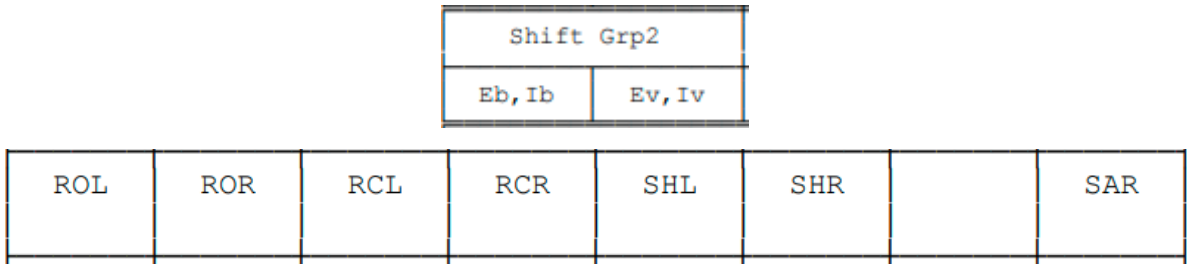 Shift Grp2
Eb,Ib Ev,Iv
ROL ROR RCL RCR SHL SHR SAR